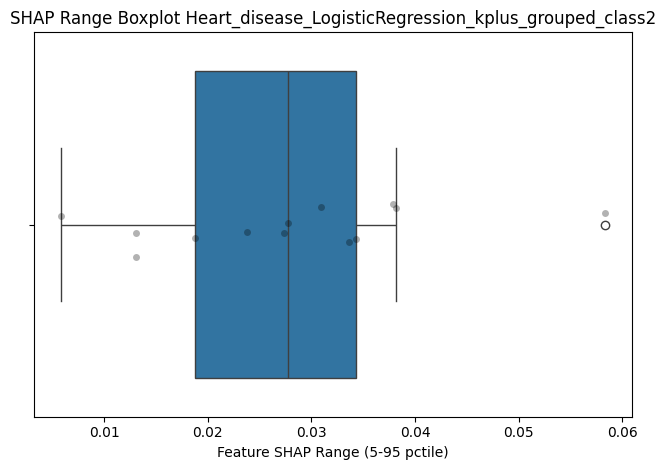 SHAP Range Boxplot Heart_disease_LogisticRegression_kplus_grouped_class2
0.01 0.02 0.03 0.04 0.05 0.06
Feature SHAP Range (5-95 pctile)